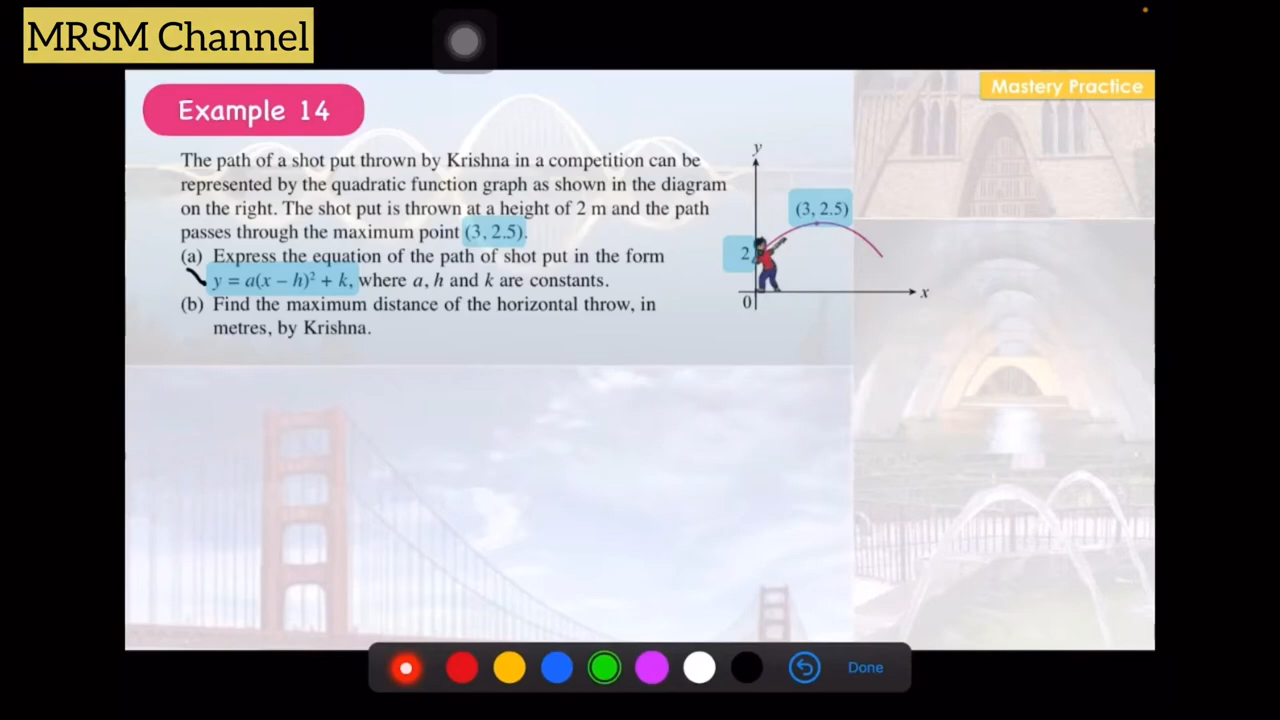 MRSM Channel
Mastery Practice
Example 14
The path of a shot put thrown by Krishna in a competition can be
represented by the quadratic function graph as shown in the diagram
on the right. The shot put is thrown at a height of 2 m and the path
passes through the maximum point (3, 2.5).
(a) Express the equation of the path of shot put in the form
y = a(x – h)² + k, where a, h and k are constants.
(b) Find the maximum distance of the horizontal throw, in
metres, by Krishna.
y
(3, 2.5)
2
0
x
Done